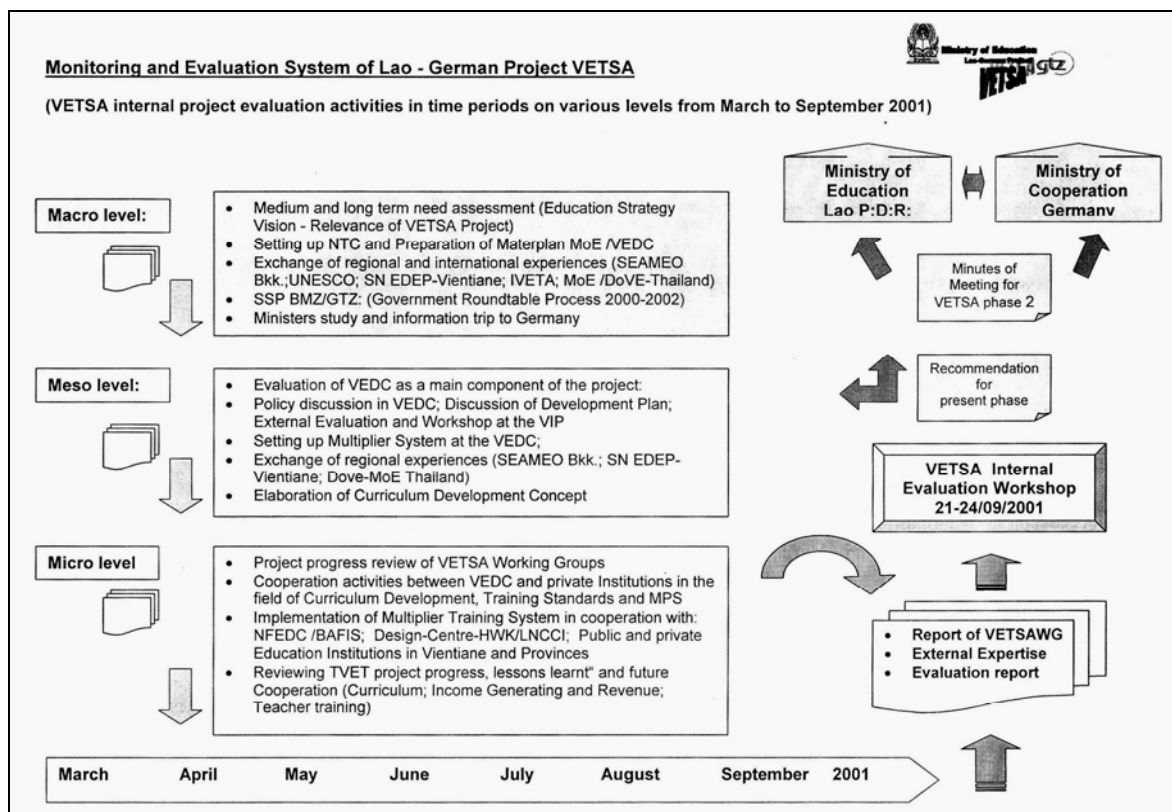 Ministry of Education
Lao-German Project
VETSA
gtz
Monitoring and Evaluation System of Lao - German Project VETSA
(VETSA internal project evaluation activities in time periods on various levels from March to September 2001)
Macro level:
• Medium and long term need assessment (Education Strategy
Vision - Relevance of VETSA Project)
• Setting up NTC and Preparation of Materplan MoE /VEDC
• Exchange of regional and international experiences (SEAMEO
Bkk.;UNESCO; SN EDEP-Vientiane; IVETA; MoE /DoVE-Thailand)
• SSP BMZ/GTZ: (Government Roundtable Process 2000-2002)
• Ministers study and information trip to Germany
Meso level:
• Evaluation of VEDC as a main component of the project:
• Policy discussion in VEDC; Discussion of Development Plan;
External Evaluation and Workshop at the VIP
• Setting up Multiplier System at the VEDC;
• Exchange of regional experiences (SEAMEO Bkk.; SN EDEP-
Vientiane; Dove-MoE Thailand)
• Elaboration of Curriculum Development Concept
Micro level
• Project progress review of VETSA Working Groups
• Cooperation activities between VEDC and private Institutions in the
field of Curriculum Development, Training Standards and MPS
• Implementation of Multiplier Training System in cooperation with:
NFEDC /BAFIS; Design-Centre-HWK/LNCCI; Public and private
Education Institutions in Vientiane and Provinces
• Reviewing TVET project progress, lessons learnt" and future
Cooperation (Curriculum; Income Generating and Revenue;
Teacher training)
Ministry of
Education
Lao P:D:R:
Ministry of
Cooperation
Germany
Minutes of
Meeting for
VETSA phase 2
Recommendation
for
present phase
VETSA Internal
Evaluation Workshop
21-24/09/2001
• Report of VETSAWG
• External Expertise
• Evaluation report
March April May June July August September 2001